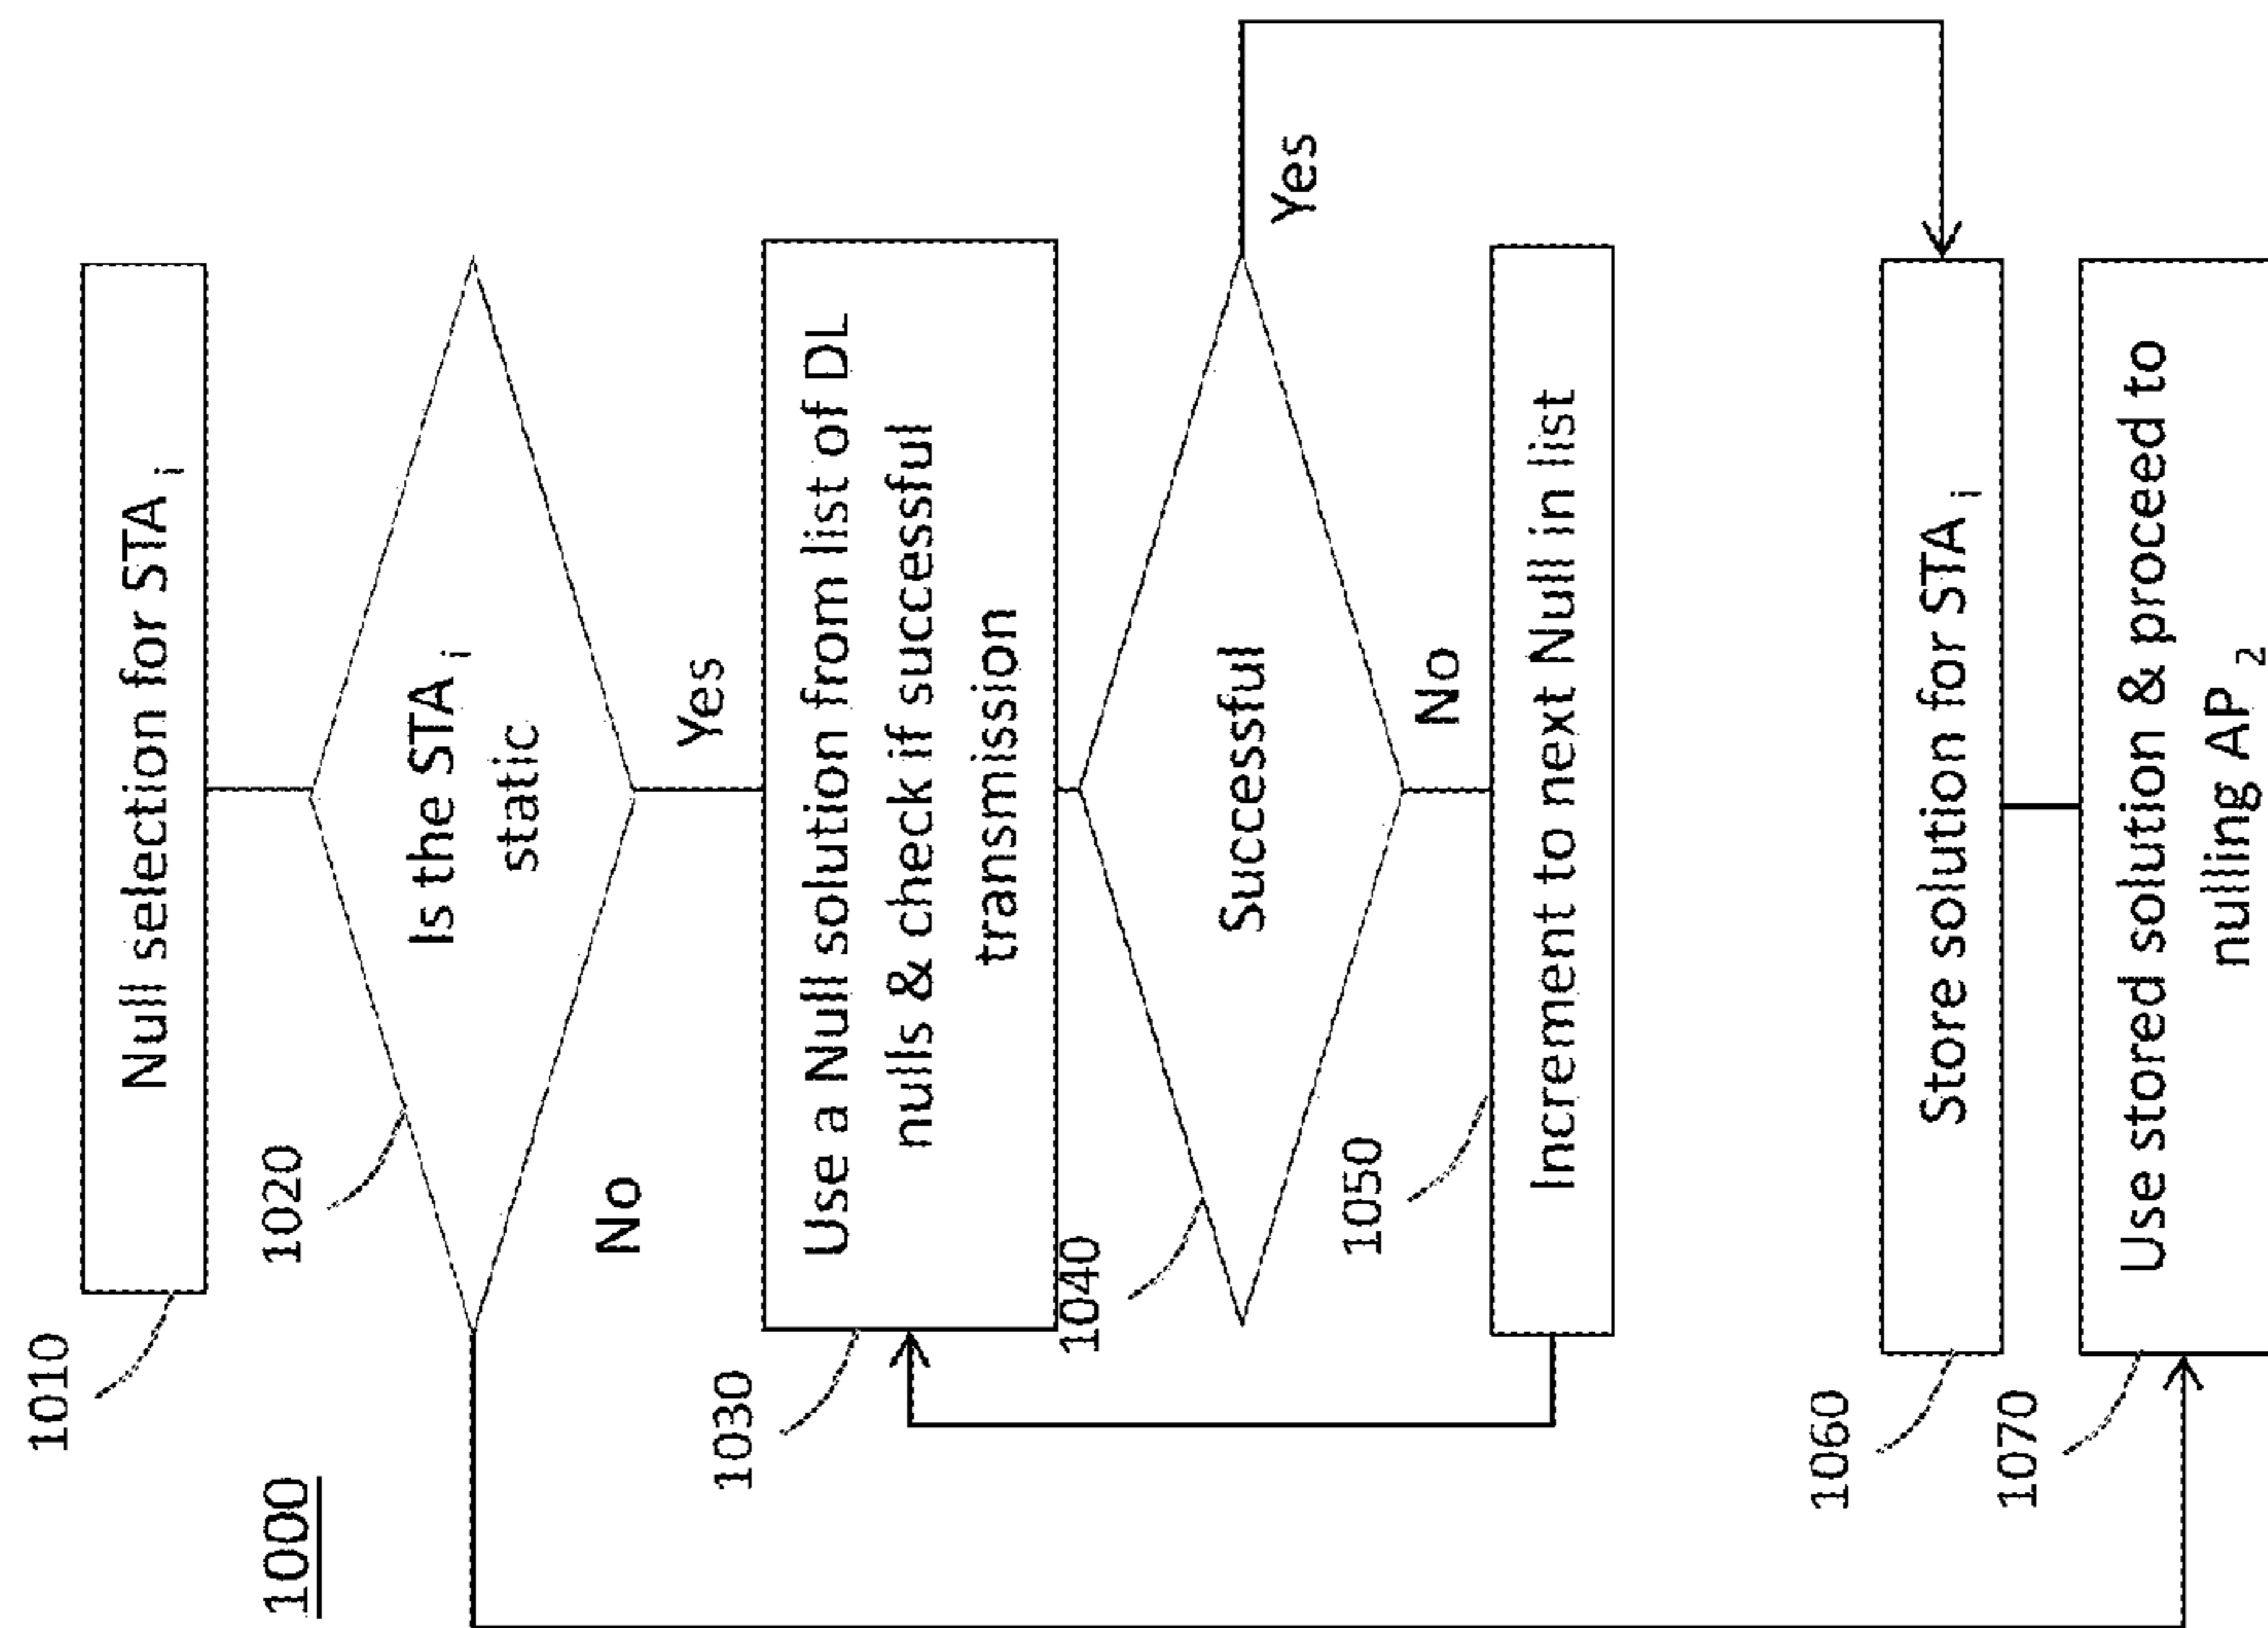 1000
1010
Null selection for STA i
1020
Is the STA i
static
No
Yes
1030
Use a Null solution from list of DL
nulls & check if successful
transmission
1040
Successful
Yes
No
1050
Increment to next Null in list
1060
Store solution for STA i
1070
Use stored solution & proceed to
nulling AP 2